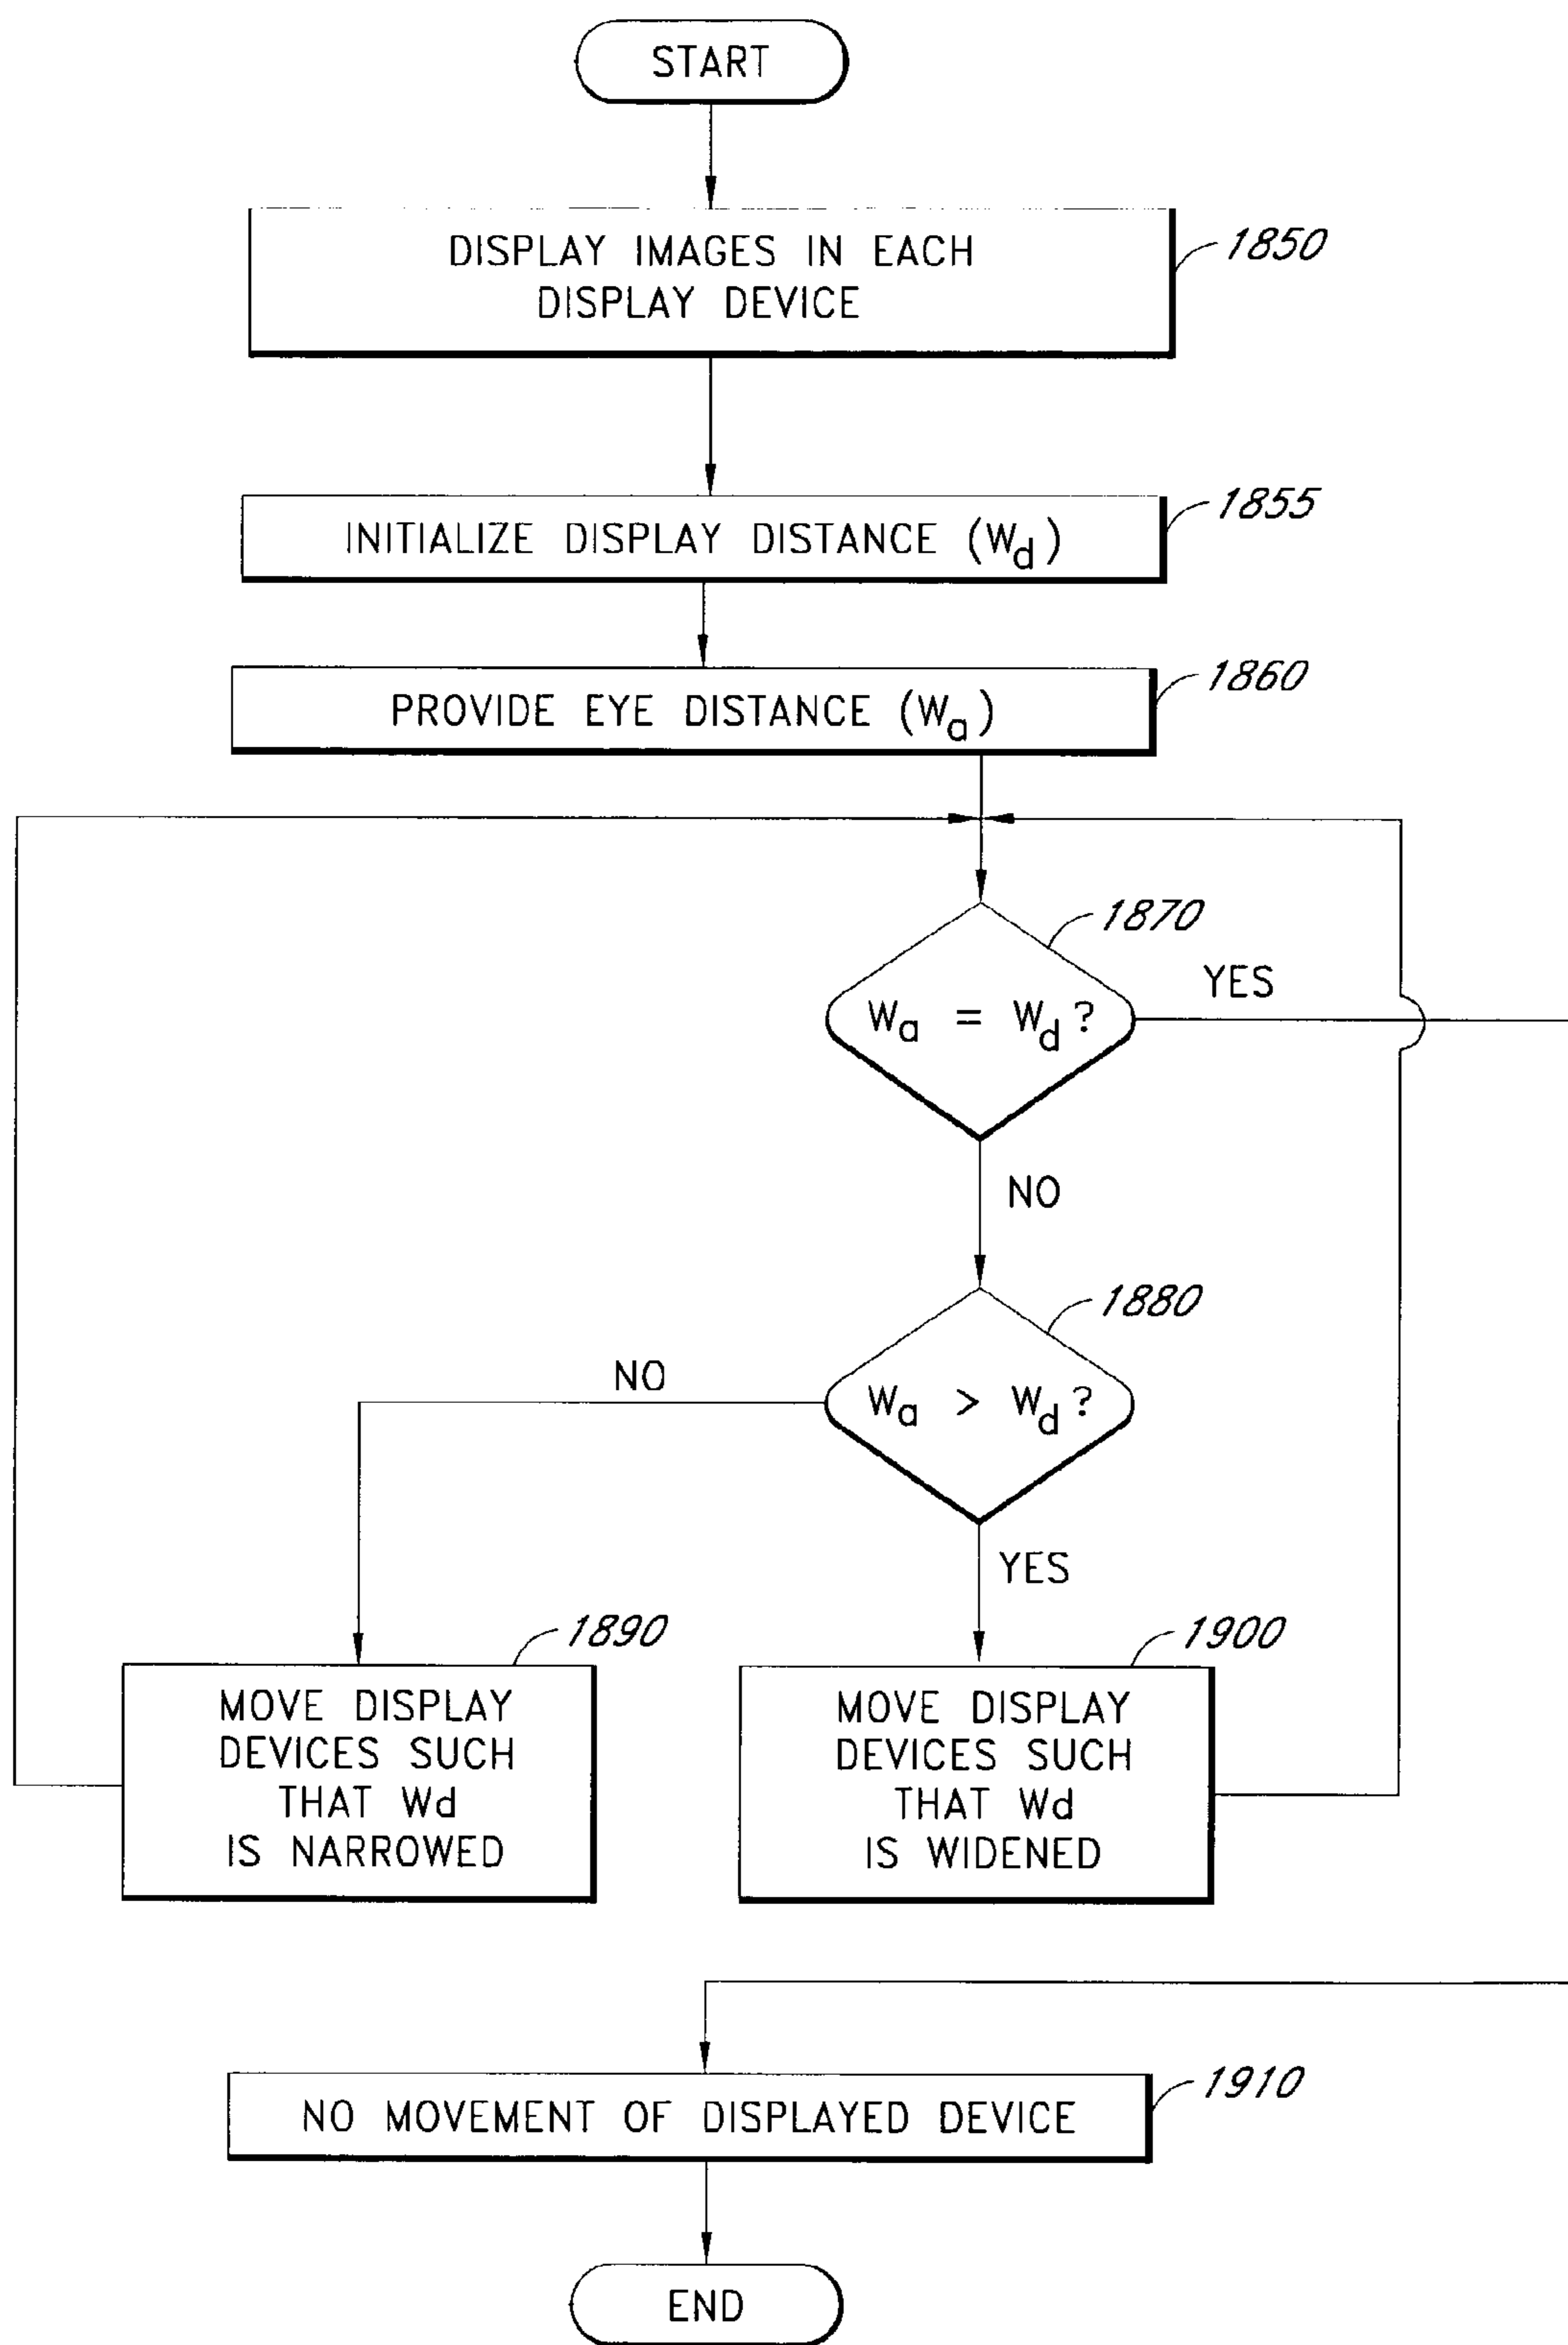 START
DISPLAY IMAGES IN EACH
DISPLAY DEVICE
1850
INITIALIZE DISPLAY DISTANCE (Wd)
1855
PROVIDE EYE DISTANCE (Wa)
1860
1870
Wa = Wd ?
YES
NO
1880
Wa > Wd ?
NO
YES
1890
MOVE DISPLAY
DEVICES SUCH
THAT Wd
IS NARROWED
1900
MOVE DISPLAY
DEVICES SUCH
THAT Wd
IS WIDENED
NO MOVEMENT OF DISPLAYED DEVICE
1910
END